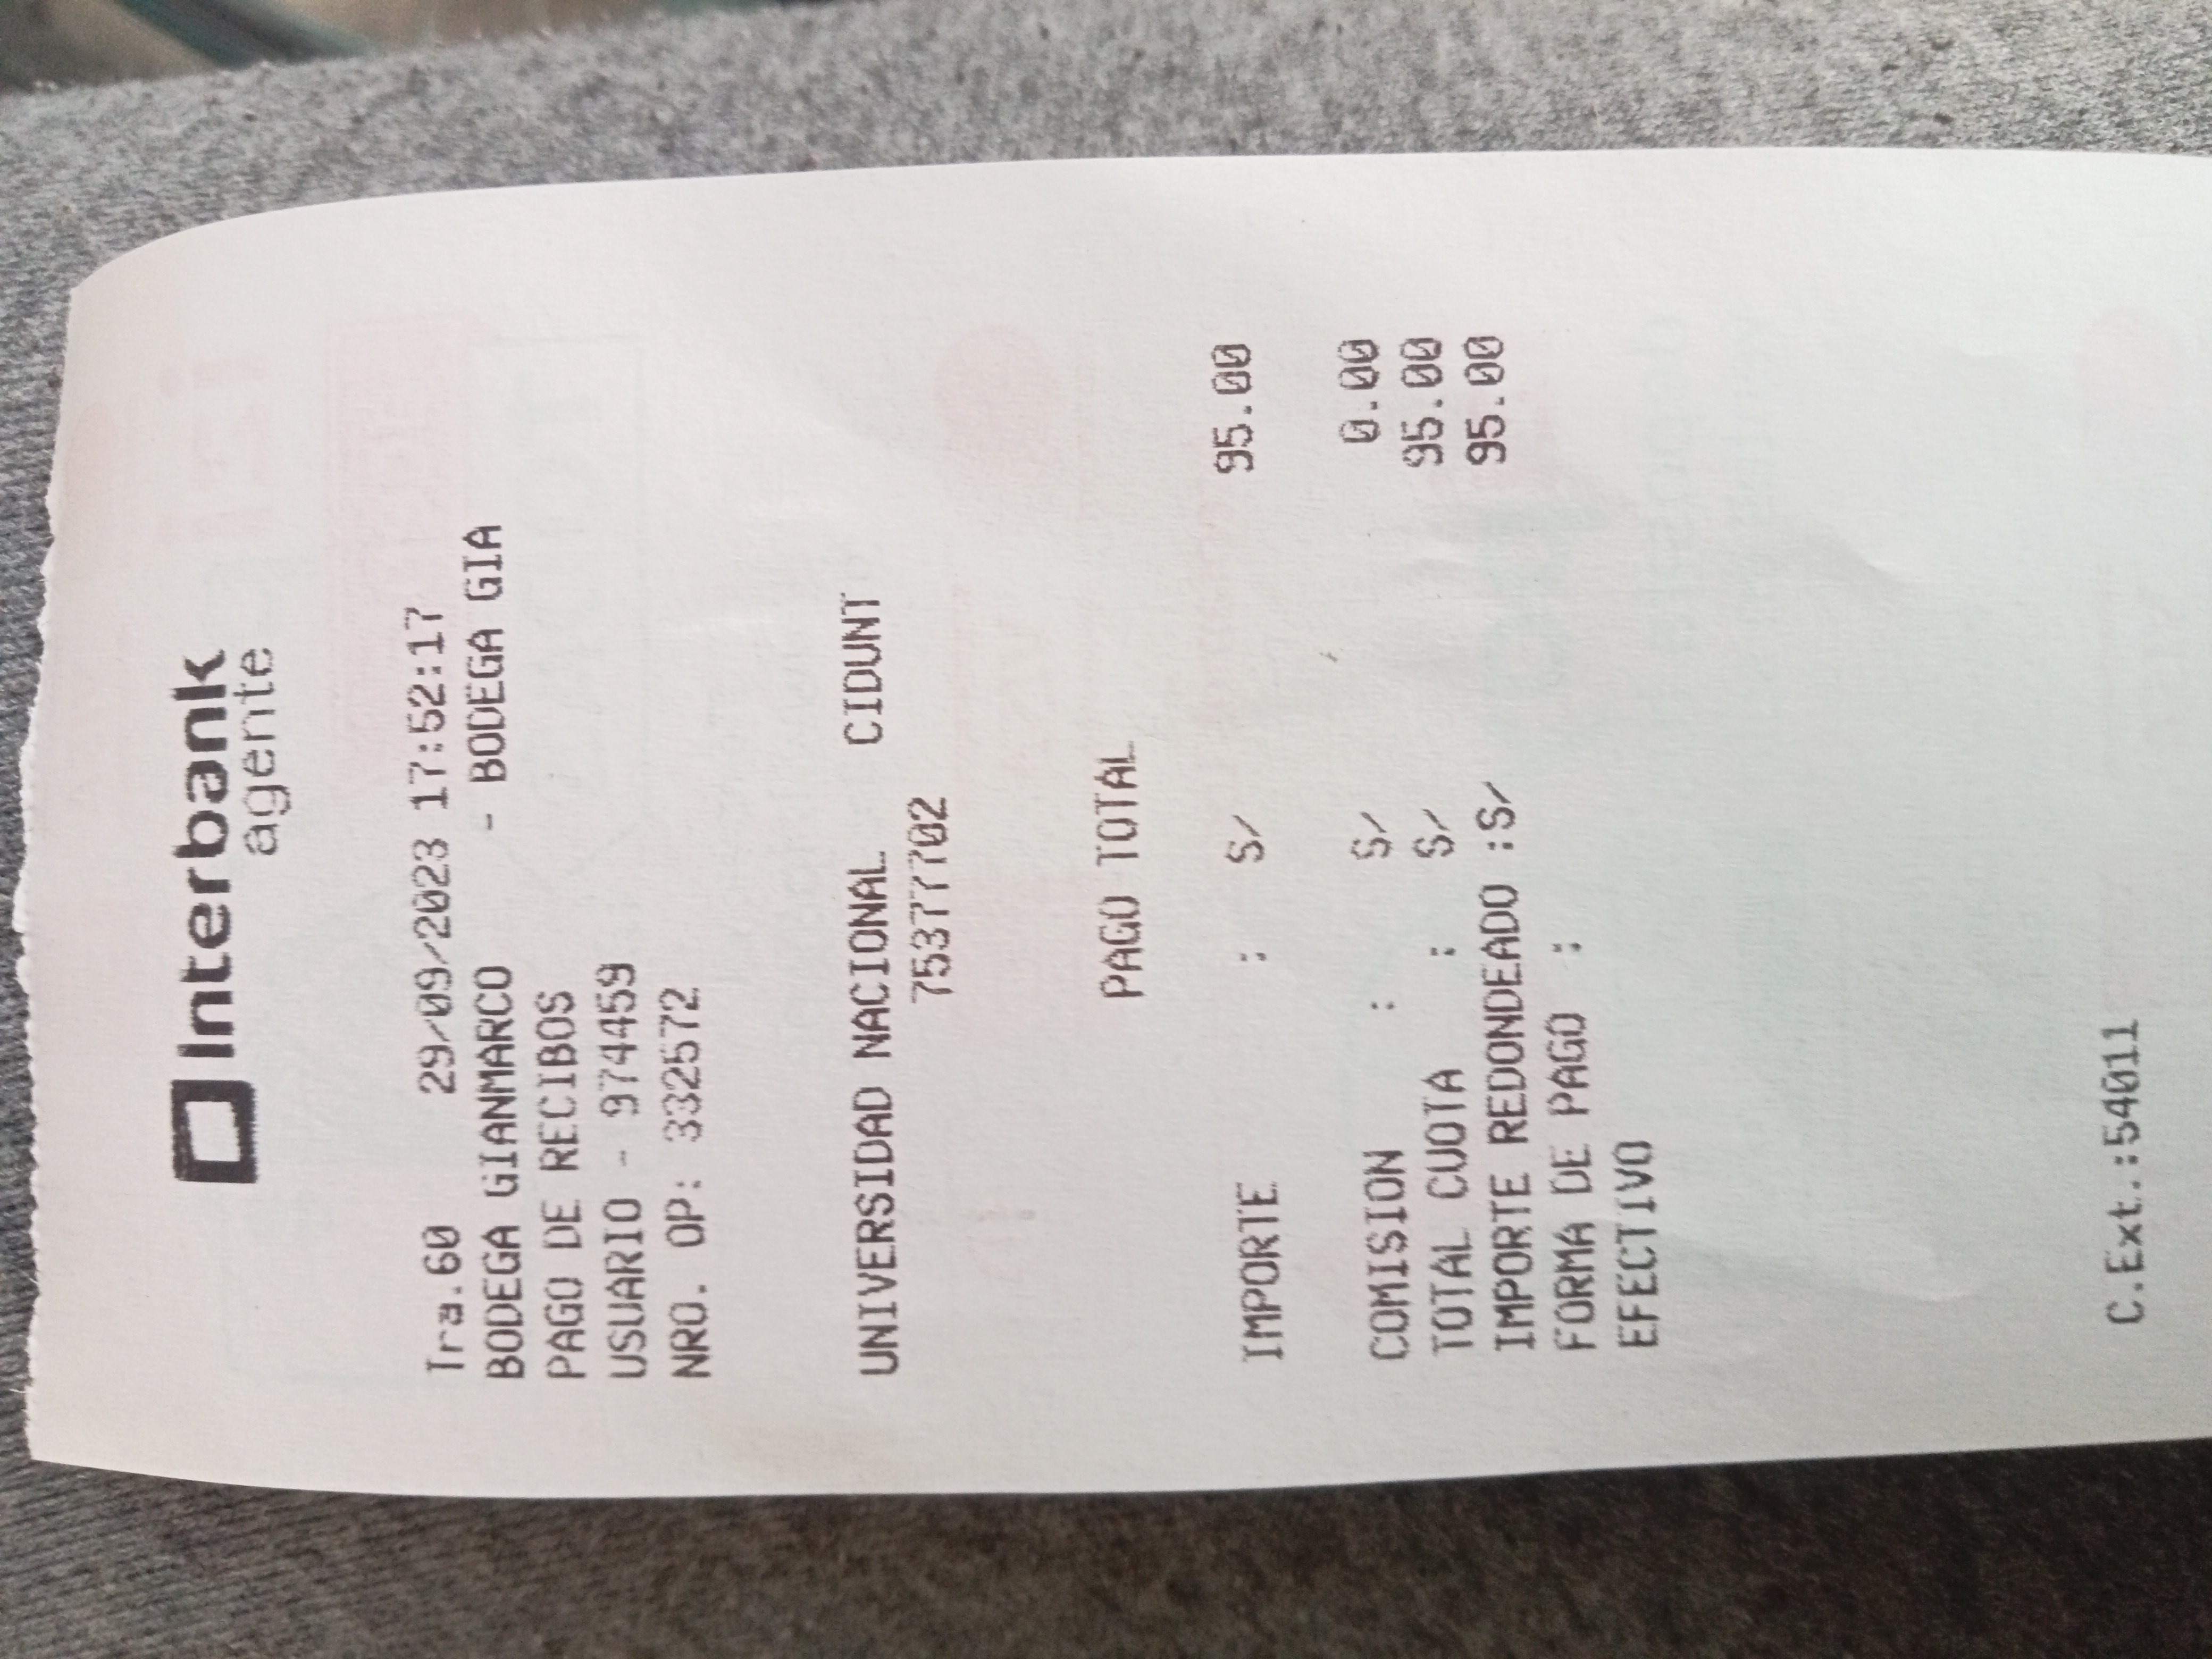 Interbank
agente
Tra.60 29/09/2023 17:52:17
BODEGA GIANMARCO - BODEGA GIA
PAGO DE RECIBOS
USUARIO - 974459
NRO. OP: 332572
UNIVERSIDAD NACIONAL CIDUNT
75377702
PAGO TOTAL
IMPORTE : S/ 95.00
COMISION : S/ 0.00
TOTAL CUOTA : S/ 95.00
IMPORTE REDONDEADO :S/ 95.00
FORMA DE PAGO :
EFECTIVO
C.Ext.:54011